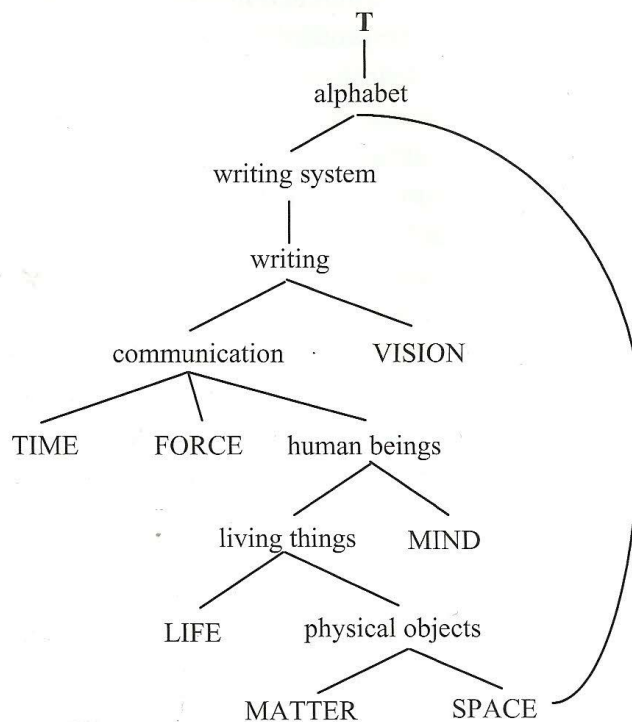 T
alphabet
writing system
writing
communication VISION
TIME FORCE human beings
living things MIND
LIFE physical objects
MATTER SPACE